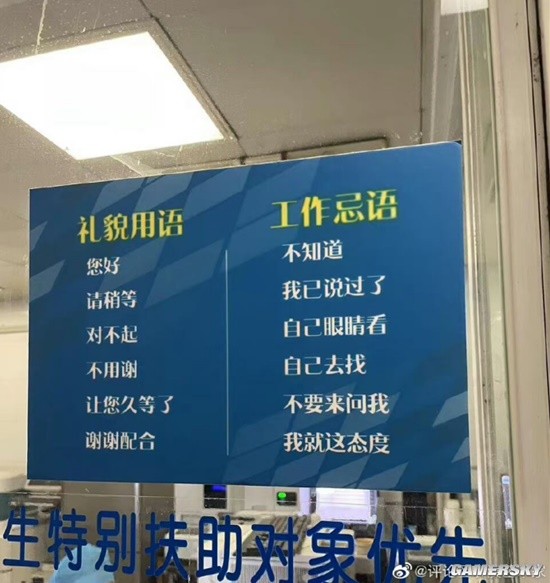 礼貌用语
您好
请稍等
对不起
不用谢
让您久等了
谢谢配合
工作忌语
不知道
我已说过了
自己眼睛看
自己去找
不要来问我
我就这态度
生特别扶助对象优先
@评论
GAMERSKY